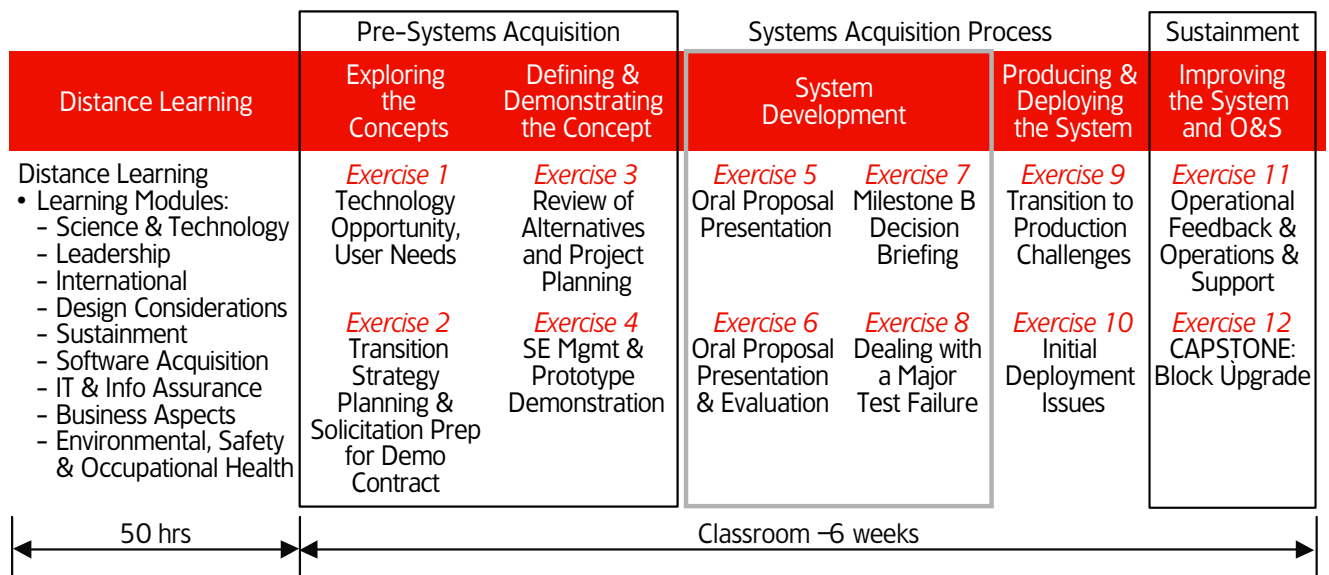 Pre-Systems Acquisition
Systems Acquisition Process
Sustainment
Distance Learning
Exploring
the
Concepts
Defining &
Demonstrating
the Concept
System
Development
Producing &
Deploying
the System
Improving
the System
and O&S
Distance Learning
• Learning Modules:
– Science & Technology
– Leadership
– International
– Design Considerations
– Sustainment
– Software Acquisition
– IT & Info Assurance
– Business Aspects
– Environmental, Safety
& Occupational Health
Exercise 1
Technology
Opportunity,
User Needs
Exercise 2
Transition
Strategy
Planning &
Solicitation Prep
for Demo
Contract
Exercise 3
Review of
Alternatives
and Project
Planning
Exercise 4
SE Mgmt &
Prototype
Demonstration
Exercise 5
Oral Proposal
Presentation
Exercise 6
Oral Proposal
Presentation
& Evaluation
Exercise 7
Milestone B
Decision
Briefing
Exercise 8
Dealing with
a Major
Test Failure
Exercise 9
Transition to
Production
Challenges
Exercise 10
Initial
Deployment
Issues
Exercise 11
Operational
Feedback &
Operations &
Support
Exercise 12
CAPSTONE:
Block Upgrade
50 hrs
Classroom –6 weeks